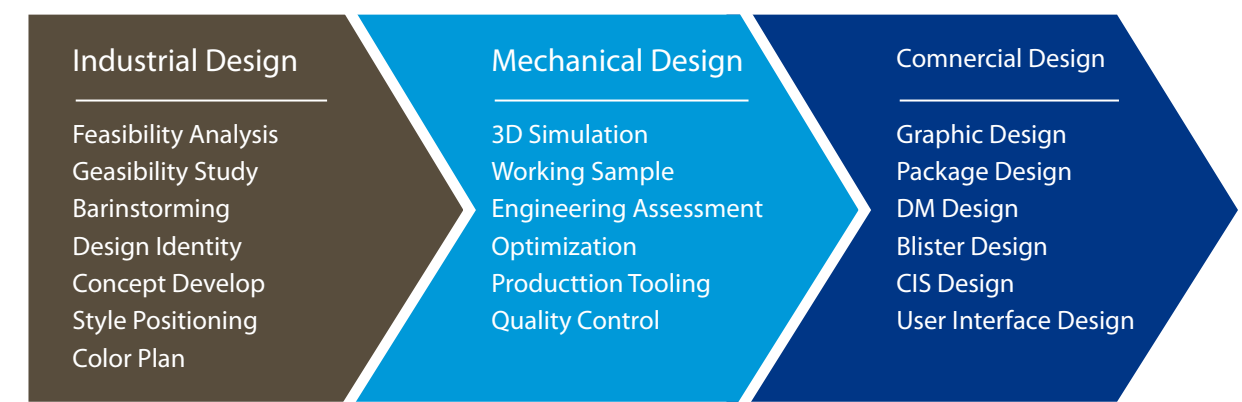 Industrial Design
Feasibility Analysis
Geasibility Study
Barinstorming
Design Identity
Concept Develop
Style Positioning
Color Plan
Mechanical Design
3D Simulation
Working Sample
Engineering Assessment
Optimization
Producttion Tooling
Quality Control
Comnercial Design
Graphic Design
Package Design
DM Design
Blister Design
CIS Design
User Interface Design